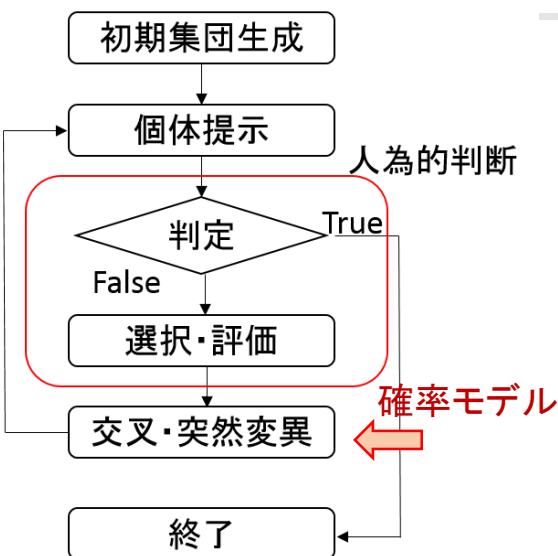 初期集団生成
個体提示
人為的判断
判定
True
False
選択・評価
確率モデル
交叉・突然変異
終了